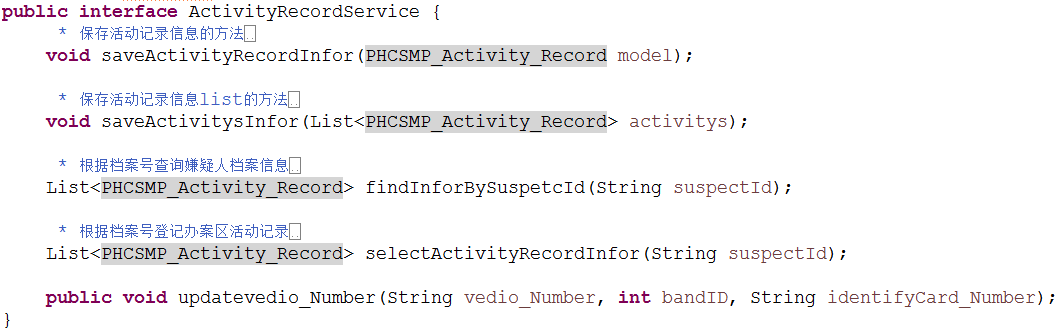 public interface ActivityRecordService {
* 保存活动记录信息的方法
void saveActivityRecordInfor(PHCSMP_Activity_Record model);
* 保存活动记录信息list的方法
void saveActivitysInfor(List<PHCSMP_Activity_Record> activitys);
* 根据档案号查询嫌疑人档案信息
List<PHCSMP_Activity_Record> findInforBySuspetcId(String suspectId);
* 根据档案号登记办案区活动记录
List<PHCSMP_Activity_Record> selectActivityRecordInfor(String suspectId);
public void updatevedio_Number(String vedio_Number, int bandID, String identifyCard_Number);
}